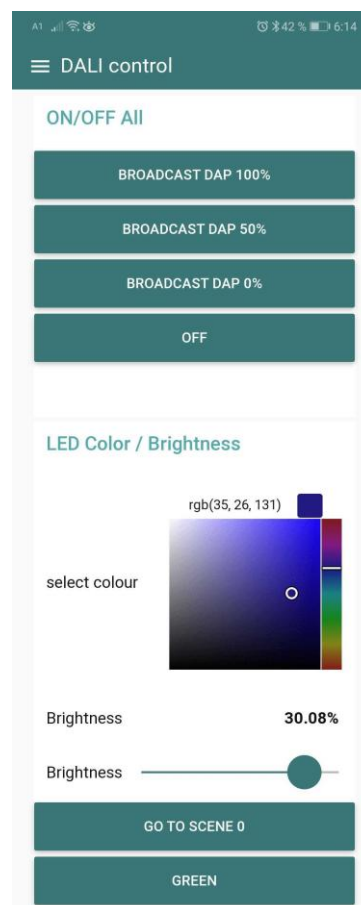 A1 42 % 6:14
DALI control
ON/OFF All
BROADCAST DAP 100%
BROADCAST DAP 50%
BROADCAST DAP 0%
OFF
LED Color / Brightness
rgb(35, 26, 131)
select colour
Brightness 30.08%
Brightness
GO TO SCENE 0
GREEN